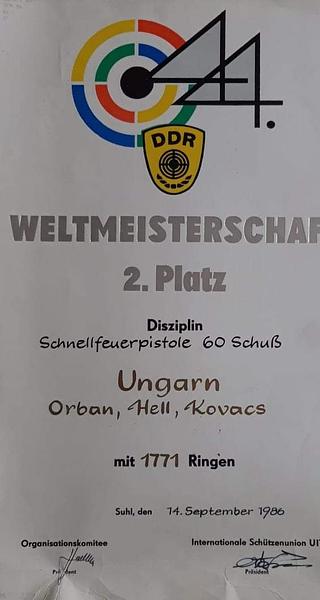 44.
DDR
WELTMEISTERSCHAF
2. Platz
Disziplin
Schnellfeuerpistole 60 Schuß
Ungarn
Orban, Hell, Kovacs
mit 1771 Ringen
Suhl, den 14. September 1986
Organisationskomitee
Internationale Schützenunion UI
Präsident